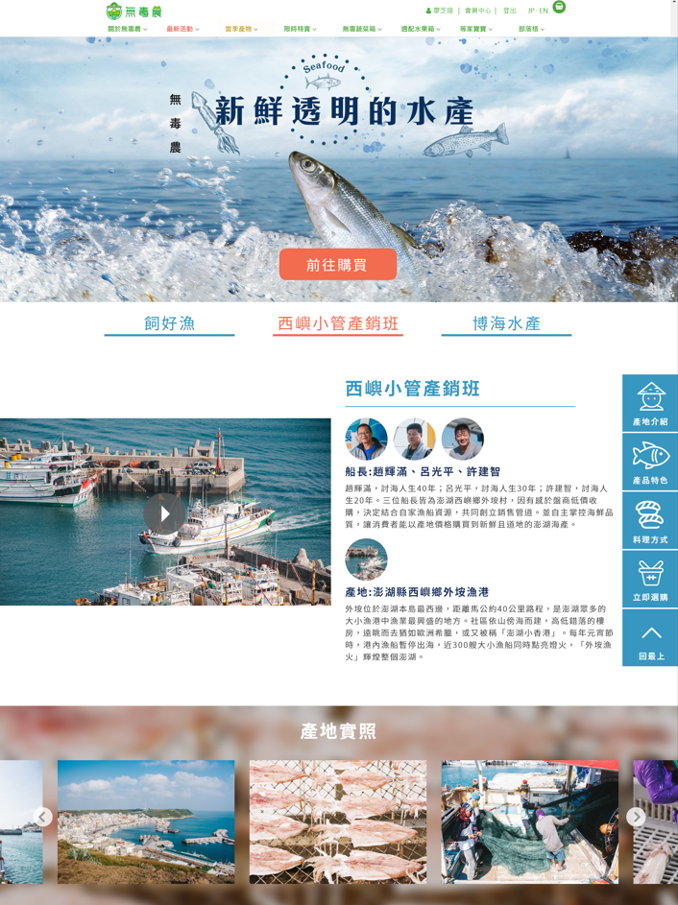 無毒農
廖芝瑄 | 會員中心 | 登出 JP·EN
關於無毒農 最新活動 當季產物 限時特賣 無毒蔬菜箱 週配水果箱 等家寶寶 部落格
Seafood
新鮮透明的水產
無毒農
前往購買
飼好漁 西嶼小管產銷班 博海水產
西嶼小管產銷班
船長:趙輝滿、呂光平、許建智
趙輝滿,討海人生40年;呂光平,討海人生30年;許建智,討海人
生20年。三位船長皆為澎湖西嶼鄉外垵村,因有感於盤商低價收
購,決定結合自家漁船資源,共同創立銷售管道。並自主掌控海鮮品
質,讓消費者能以產地價格購買到新鮮且道地的澎湖海產。
產地:澎湖縣西嶼鄉外垵漁港
外垵位於澎湖本島最西邊,距離馬公約40公里路程,是澎湖眾多的
大小漁港中漁業最興盛的地方。社區依山傍海而建,高低錯落的樓
房,遠眺而去猶如歐洲希臘,或又被稱「澎湖小香港」。每年元宵節
時,港內漁船暫停出海,近300艘大小漁船同時點亮燈火,「外垵漁
火」輝煌整個澎湖。
產地介紹
產品特色
料理方式
立即選購
回最上
產地實照